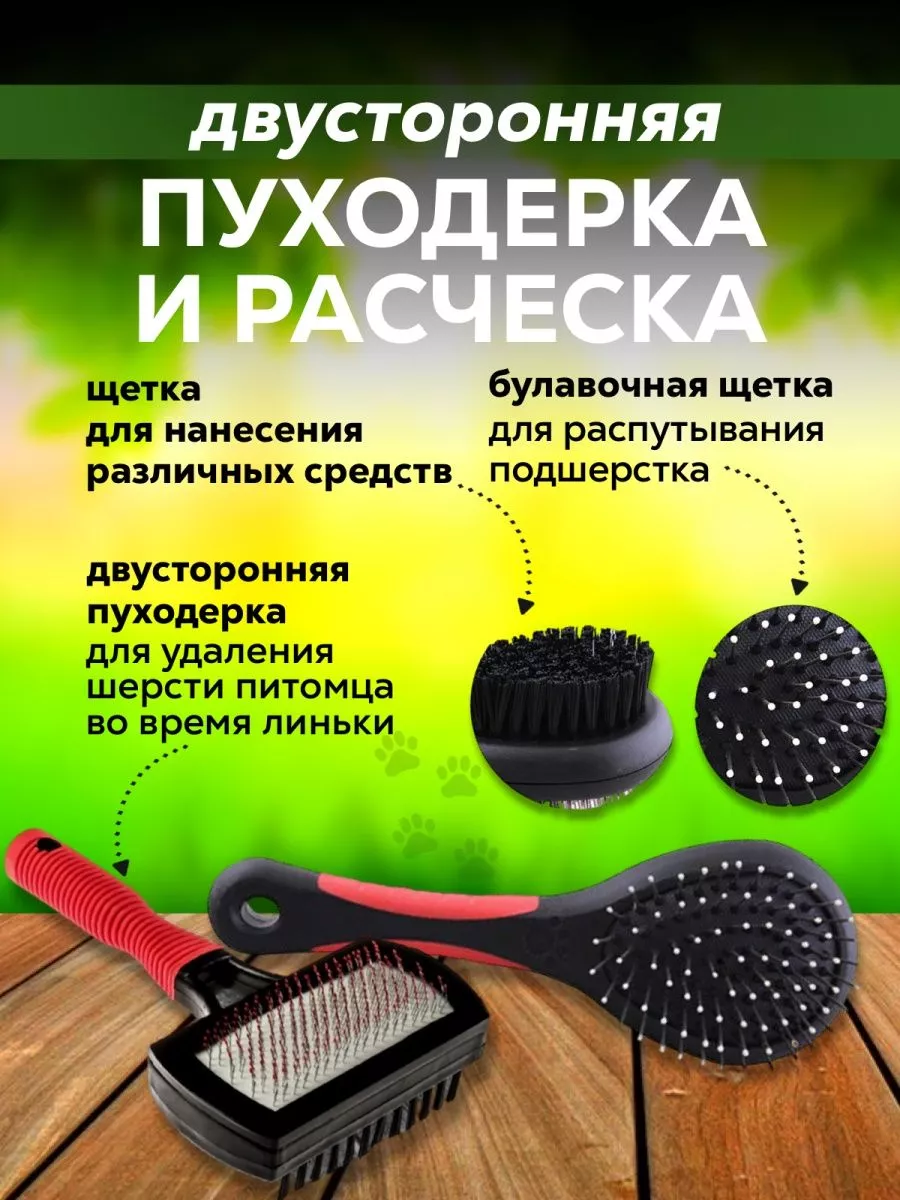 двусторонняя
ПУХОДЕРКА
И РАСЧЕСКА
щетка
для нанесения
различных средств
булавочная щетка
для распутывания
подшерстка
двусторонняя
пуходерка
для удаления
шерсти питомца
во время линьки